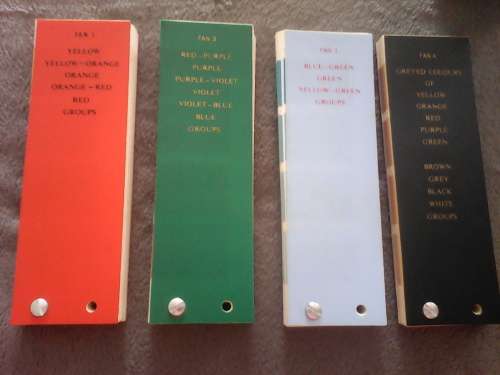 FAN 1
YELLOW
YELLOW-ORANGE
ORANGE
ORANGE-RED
RED
GROUPS
FAN 2
RED-PURPLE
PURPLE
PURPLE-VIOLET
VIOLET
VIOLET-BLUE
BLUE
GROUPS
FAN 3
BLUE-GREEN
GREEN
YELLOW-GREEN
GROUPS
FAN 4
GREYED COLOURS
OF
YELLOW
ORANGE
RED
PURPLE
GREEN
BROWN
GREY
BLACK
WHITE
GROUPS